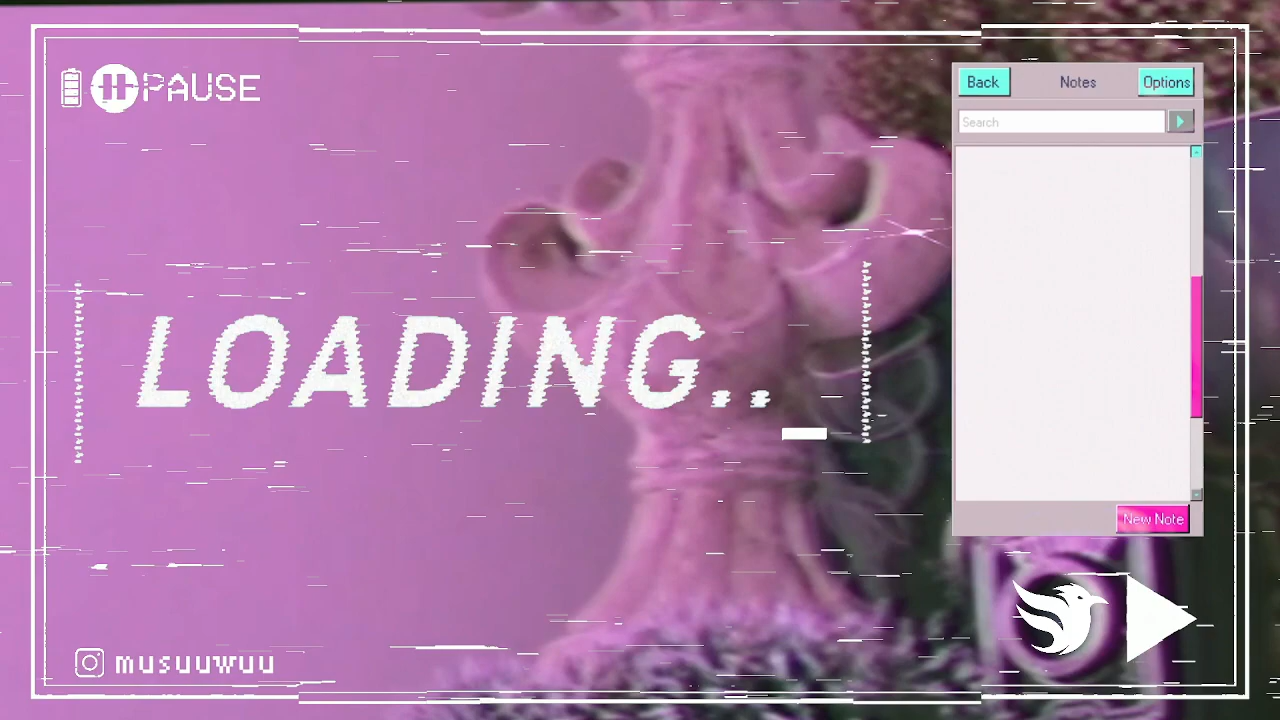 PAUSE
Back
Notes
Options
Search
LOADING..
New Note
musuuwuu